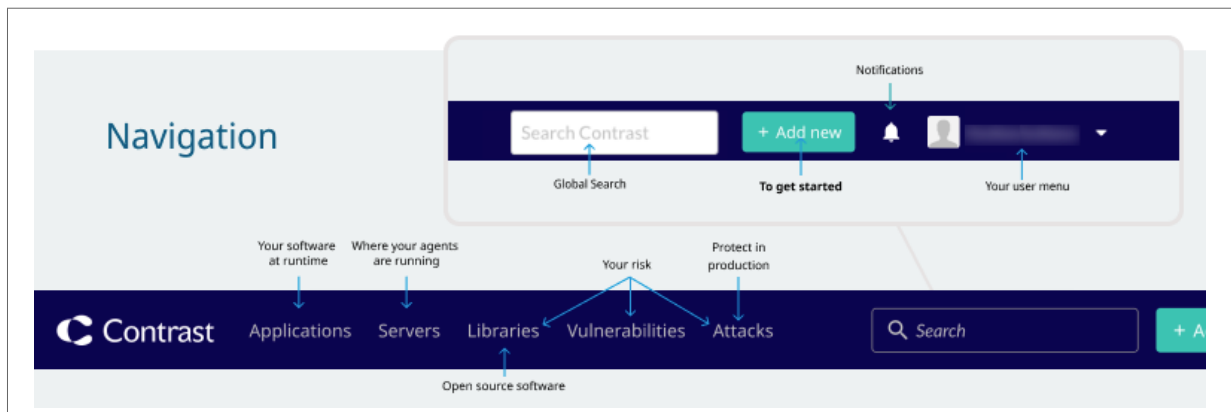 Navigation
Notifications
Search Contrast
+ Add new
Global Search
To get started
Your user menu
Your software
at runtime
Where your agents
are running
Your risk
Protect in
production
Contrast
Applications
Servers
Libraries
Vulnerabilities
Attacks
Search
+ A
Open source software